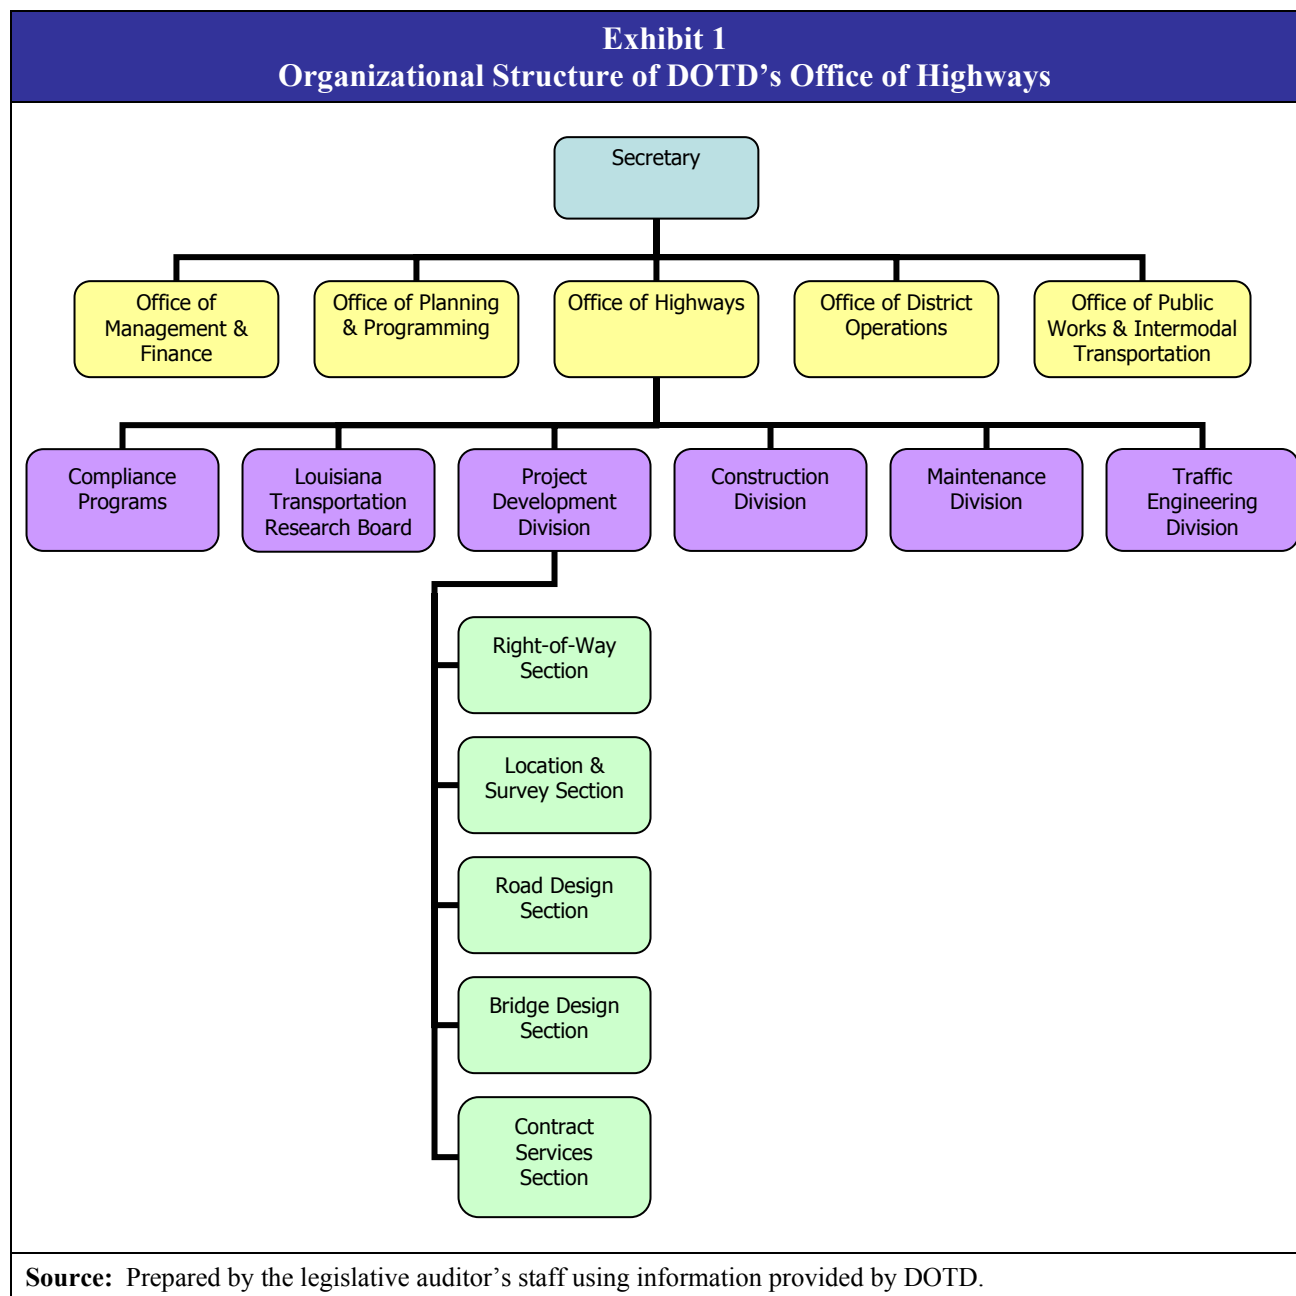 Exhibit 1
Organizational Structure of DOTD’s Office of Highways
Secretary
Office of
Management &
Finance
Office of Planning
& Programming
Office of Highways
Office of District
Operations
Office of Public
Works & Intermodal
Transportation
Compliance
Programs
Louisiana
Transportation
Research Board
Project
Development
Division
Construction
Division
Maintenance
Division
Traffic
Engineering
Division
Right-of-Way
Section
Location &
Survey Section
Road Design
Section
Bridge Design
Section
Contract
Services
Section
Source: Prepared by the legislative auditor’s staff using information provided by DOTD.